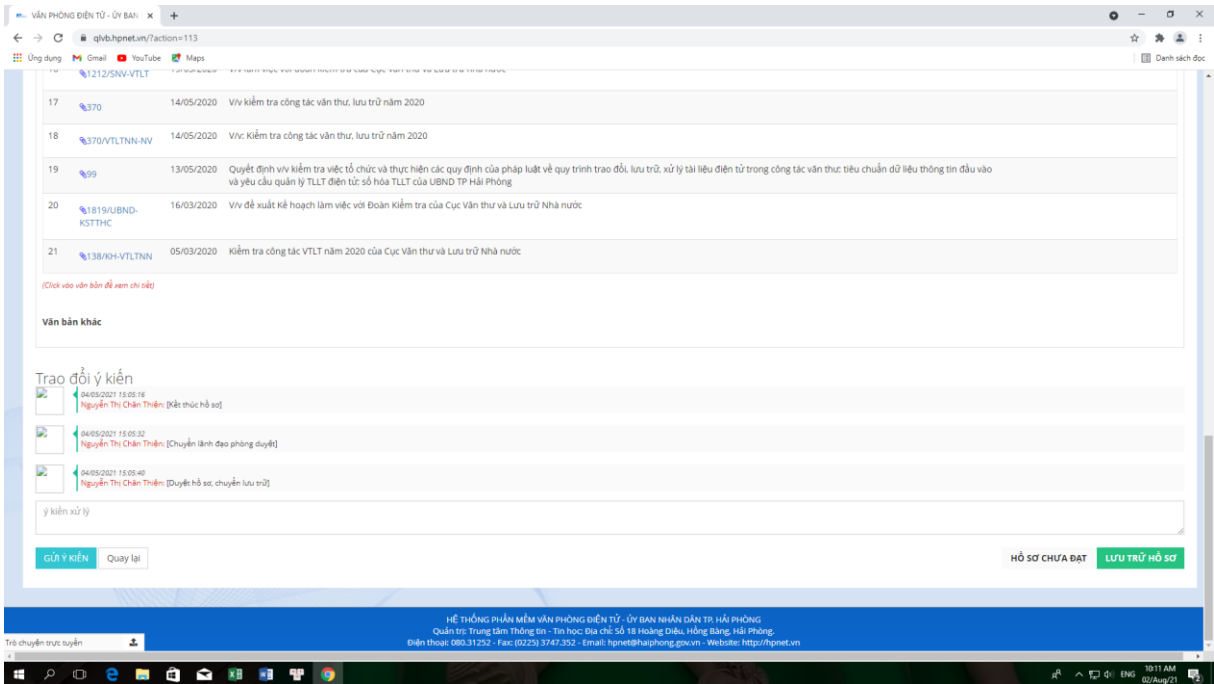 VĂN PHÒNG ĐIỆN TỬ - ỦY BAN
qlvb.hpnet.vn/?action=113
Ứng dụng Gmail YouTube Maps Danh sách đọc
1212/SNV-VTLT
17 370 14/05/2020 V/v kiểm tra công tác văn thư, lưu trữ năm 2020
18 370/VTLTNN-NV 14/05/2020 V/v: Kiểm tra công tác văn thư, lưu trữ năm 2020
19 99 13/05/2020 Quyết định v/v kiểm tra việc tổ chức và thực hiện các quy định của pháp luật về quy trình trao đổi, lưu trữ, xử lý tài liệu điện tử trong công tác văn thư: tiêu chuẩn dữ liệu thông tin đầu vào
và yêu cầu quản lý TLLT điện tử: số hóa TLLT của UBND TP Hải Phòng
20 1819/UBND- 16/03/2020 V/v đề xuất Kế hoạch làm việc với Đoàn Kiểm tra của Cục Văn thư và Lưu trữ Nhà nước
KSTTHC
21 138/KH-VTLTNN 05/03/2020 Kiểm tra công tác VTLT năm 2020 của Cục Văn thư và Lưu trữ Nhà nước
(Click vào văn bản để xem chi tiết)
Văn bản khác
Trao đổi ý kiến
04/05/2021 15:05:16
Nguyễn Thị Chân Thiện: [Kết thúc hồ sơ]
04/05/2021 15:05:32
Nguyễn Thị Chân Thiện: [Chuyển lãnh đạo phòng duyệt]
04/05/2021 15:05:40
Nguyễn Thị Chân Thiện: [Duyệt hồ sơ, chuyển lưu trữ]
ý kiến xử lý
GỬI Ý KIẾN Quay lại HỒ SƠ CHƯA ĐẠT LƯU TRỮ HỒ SƠ
HỆ THỐNG PHẦN MỀM VĂN PHÒNG ĐIỆN TỬ - ỦY BAN NHÂN DÂN TP. HẢI PHÒNG
Quản trị: Trung tâm Thông tin - Tin học; Địa chỉ: Số 18 Hoàng Diệu, Hồng Bàng, Hải Phòng.
Điện thoại: 080.31252 - Fax: (0225) 3747.352 - Email: hpnet@haiphong.gov.vn - Website: http://hpnet.vn
Trò chuyện trực tuyến
ENG 10:11 AM
02/Aug/21